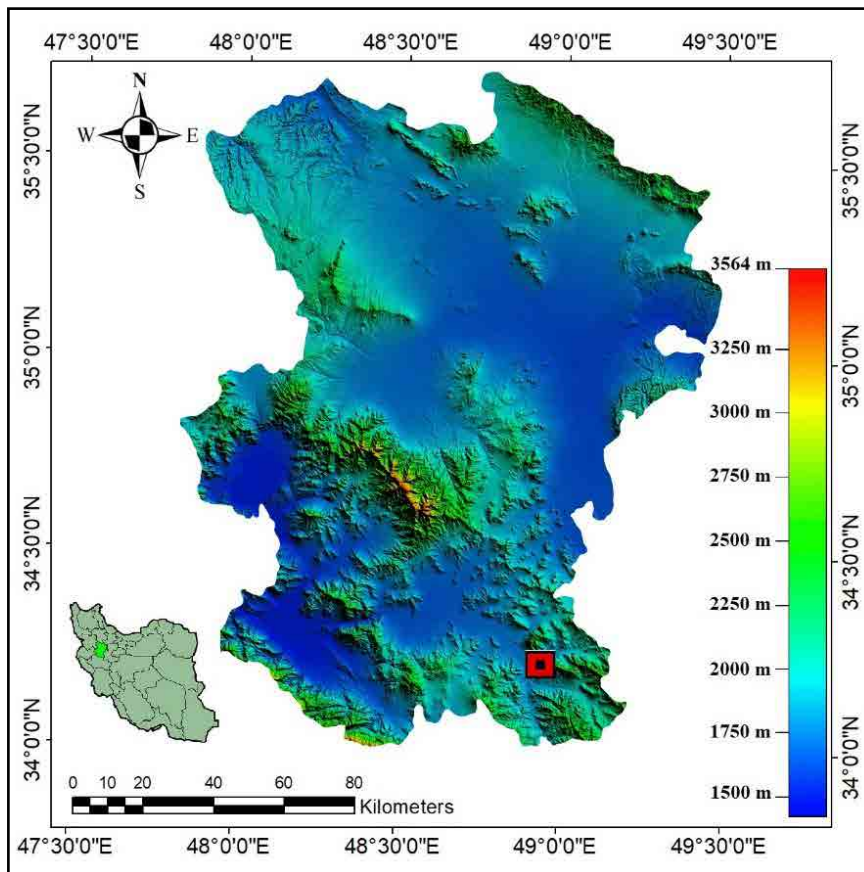 47°30'0"E 48°0'0"E 48°30'0"E 49°0'0"E 49°30'0"E
N
W E
S
35°30'0"N
35°0'0"N
34°30'0"N
34°0'0"N
35°30'0"N
35°0'0"N
34°30'0"N
34°0'0"N
3564 m
3250 m
3000 m
2750 m
2500 m
2250 m
2000 m
1750 m
1500 m
0 10 20 40 60 80
Kilometers
47°30'0"E 48°0'0"E 48°30'0"E 49°0'0"E 49°30'0"E